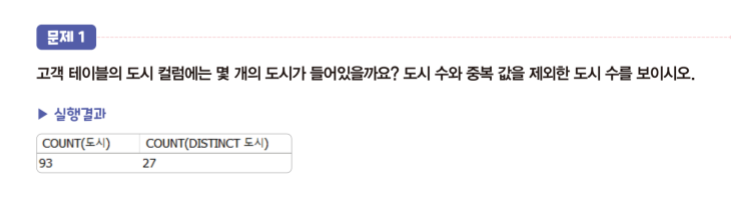 문제 1
고객 테이블의 도시 컬럼에는 몇 개의 도시가 들어있을까요? 도시 수와 중복 값을 제외한 도시 수를 보이시오.
▶ 실행결과
COUNT(도시) COUNT(DISTINCT 도시)
93 27